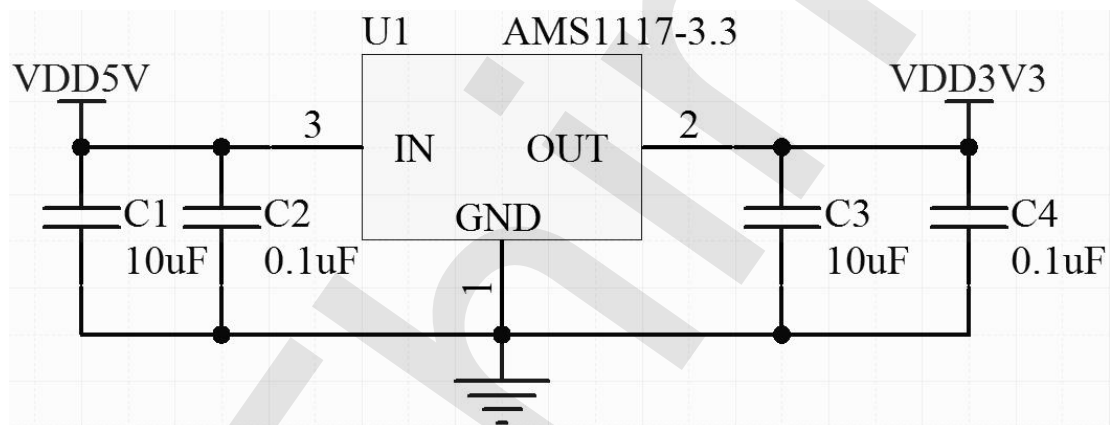 U1 AMS1117-3.3
VDD5V VDD3V3
3 2
IN OUT
GND
C1 C2 C3 C4
10uF 0.1uF 10uF 0.1uF
1